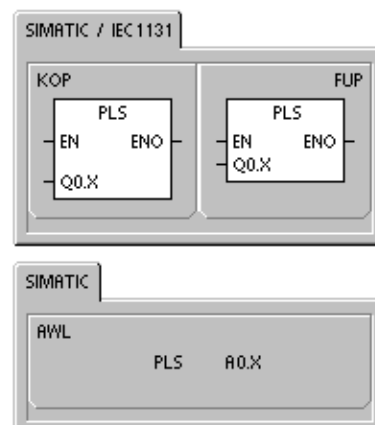 SIMATIC / IEC1131
KOP FUP
PLS PLS
EN ENO EN ENO
Q0.X Q0.X
SIMATIC
AWL
PLS A0.X